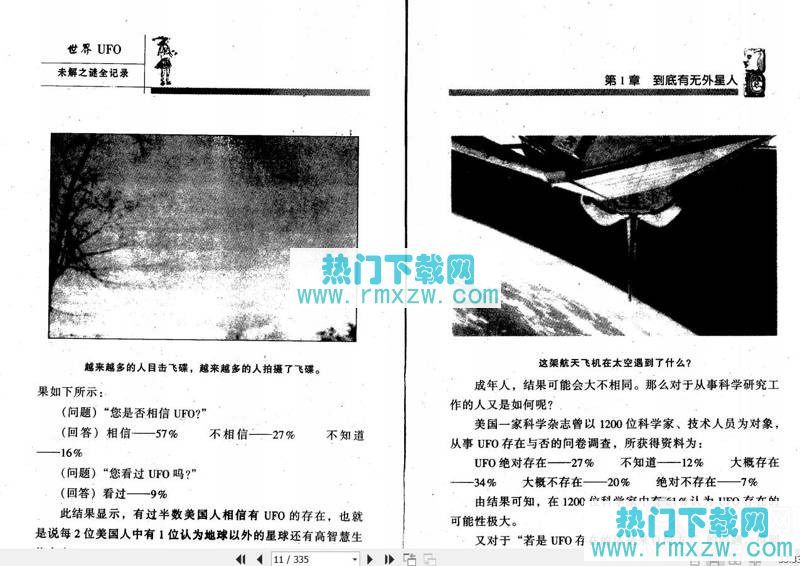 世界 UFO
未解之谜全记录
越来越多的人目击飞碟，越来越多的人拍摄了飞碟。
果如下所示：
（问题）“您是否相信 UFO?”
（回答）相信——57% 不相信——27% 不知道
——16%
（问题）“您看过 UFO 吗?”
（回答）看过——9%
此结果显示，有过半数美国人相信有 UFO 的存在，也就
是说每 2 位美国人中有 1 位认为地球以外的星球还有高智慧生
第 1 章 到底有无外星人
这架航天飞机在太空遇到了什么?
成年人，结果可能会大不相同。那么对于从事科学研究工
作的人又是如何呢?
美国一家科学杂志曾以 1200 位科学家、技术人员为对象，
从事 UFO 存在与否的问卷调查，所获得资料为：
UFO 绝对存在——27% 不知道——12% 大概存在
——34% 大概不存在——20% 绝对不存在——7%
由结果可知，在 1200 位科学家中有 61% 认为 UFO 存在的
可能性极大。
又对于“若是 UFO 存
热门下载网
www.rmxzw.com
热门下载网
www.rmxzw.com
11 / 335